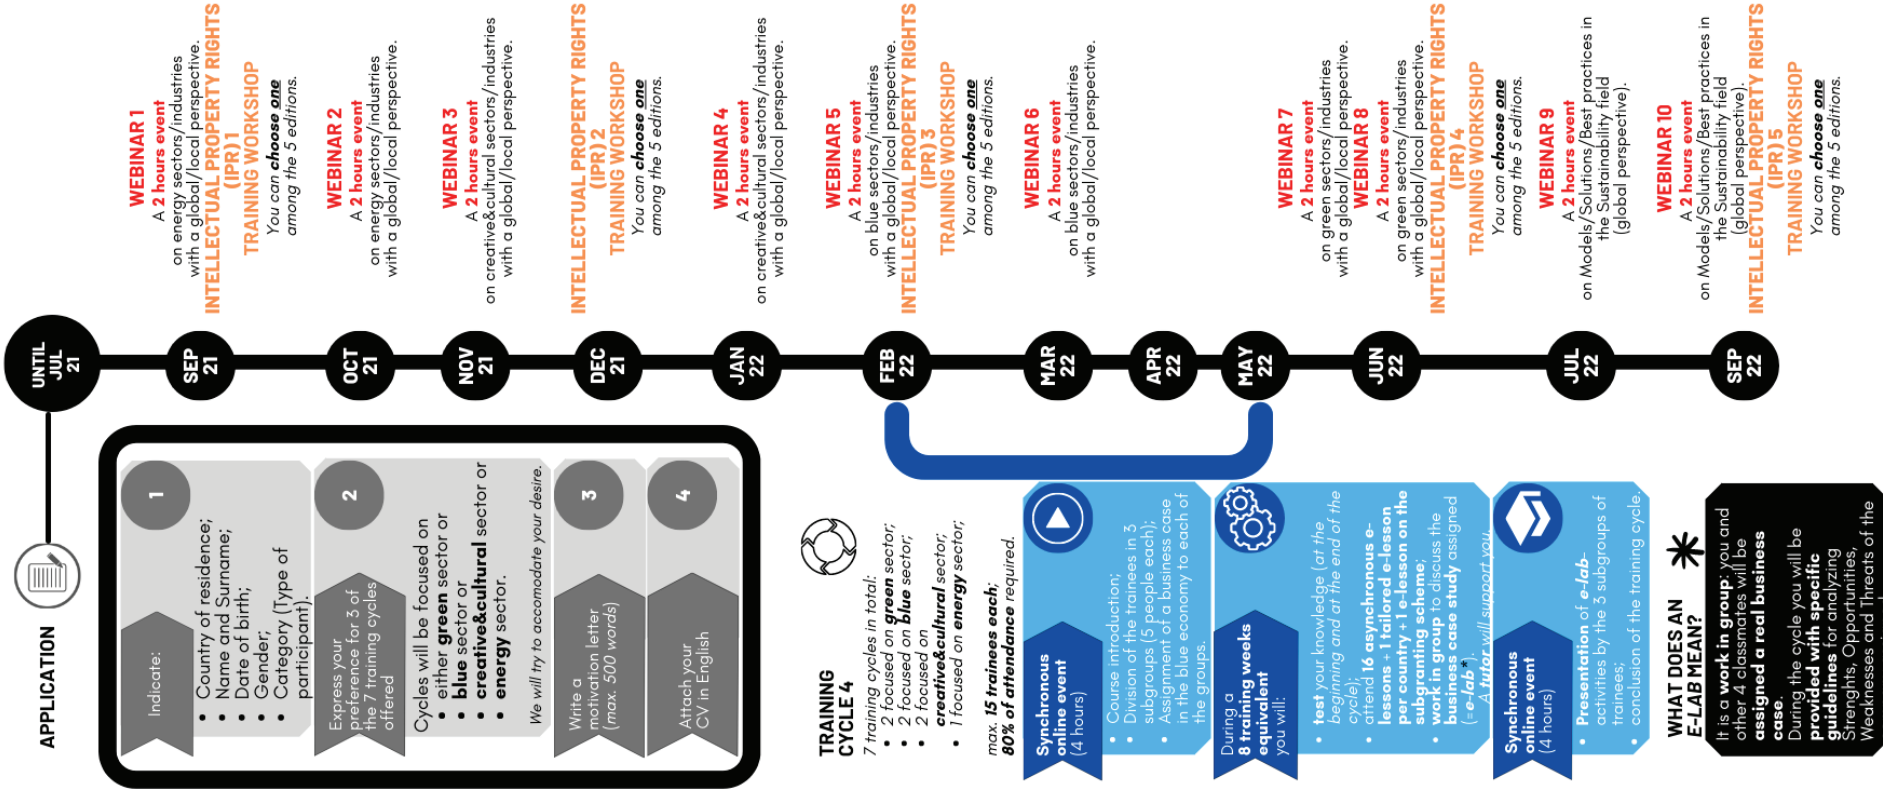 APPLICATION
1
Indicate:
• Country of residence;
• Name and Surname;
• Date of birth;
• Gender;
• Category (Type of
participant).
2
Express your
preference for 3 of
the 7 training cycles
offered
Cycles will be focused on
• either green sector or
• blue sector or
• creative&cultural sector or
• energy sector.
We will try to accomodate your desire.
3
Write a
motivation letter
(max. 500 words)
4
Attach your
CV in English
TRAINING
CYCLE 4
7 training cycles in total:
• 2 focused on green sector;
• 2 focused on blue sector;
• 2 focused on
creative&cultural sector;
• 1 focused on energy sector;
max. 15 trainees each;
80% of attendance required.
Synchronous
online event
(4 hours)
• Course introduction;
• Division of the trainees in 3
subgroups (5 people each);
• Assignment of a business case
in the blue economy to each of
the groups.
During a
8 training weeks
equivalent
you will:
• test your knowledge (at the
beginning and at the end of the
cycle);
• attend 16 asynchronous e-
lessons + 1 tailored e-lesson
per country + 1 e-lesson on the
subgranting scheme;
• work in group to discuss the
business case study assigned
(= e-lab*).
A tutor will support you.
Synchronous
online event
(4 hours)
• Presentation of e-lab-
activities by the 3 subgroups of
trainees;
• conclusion of the training cycle.
WHAT DOES AN
E-LAB MEAN?
*
It is a work in group: you and
other 4 classmates will be
assigned a real business
case.
During the cycle you will be
provided with specific
guidelines for analyzing
Strenghts, Opportunities,
Weaknesses and Threats of the
UNTIL
JUL
21
SEP
21
OCT
21
NOV
21
DEC
21
JAN
22
FEB
22
MAR
22
APR
22
MAY
22
JUN
22
JUL
22
SEP
22
WEBINAR 1
A 2 hours event
on energy sectors/industries
with a global/local perspective.
INTELLECTUAL PROPERTY RIGHTS
(IPR) 1
TRAINING WORKSHOP
You can choose one
among the 5 editions.
WEBINAR 2
A 2 hours event
on energy sectors/industries
with a global/local perspective.
WEBINAR 3
A 2 hours event
on creative&cultural sectors/industries
with a global/local perspective.
INTELLECTUAL PROPERTY RIGHTS
(IPR) 2
TRAINING WORKSHOP
You can choose one
among the 5 editions.
WEBINAR 4
A 2 hours event
on creative&cultural sectors/industries
with a global/local perspective.
WEBINAR 5
A 2 hours event
on blue sectors/industries
with a global/local perspective.
INTELLECTUAL PROPERTY RIGHTS
(IPR) 3
TRAINING WORKSHOP
You can choose one
among the 5 editions.
WEBINAR 6
A 2 hours event
on blue sectors/industries
with a global/local perspective.
WEBINAR 7
A 2 hours event
on green sectors/industries
with a global/local perspective.
WEBINAR 8
A 2 hours event
on green sectors/industries
with a global/local perspective.
INTELLECTUAL PROPERTY RIGHTS
(IPR) 4
TRAINING WORKSHOP
You can choose one
among the 5 editions.
WEBINAR 9
A 2 hours event
on Models/Solutions/Best practices in
the Sustainability field
(global perspective).
WEBINAR 10
A 2 hours event
on Models/Solutions/Best practices in
the Sustainability field
(global perspective).
INTELLECTUAL PROPERTY RIGHTS
(IPR) 5
TRAINING WORKSHOP
You can choose one
among the 5 editions.